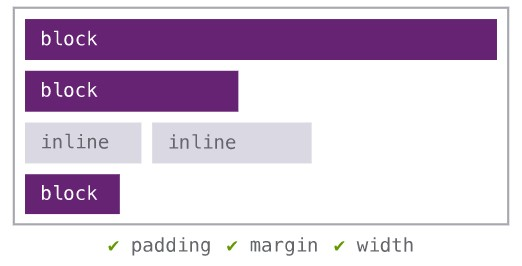 block
block
inline inline
block
✔ padding ✔ margin ✔ width